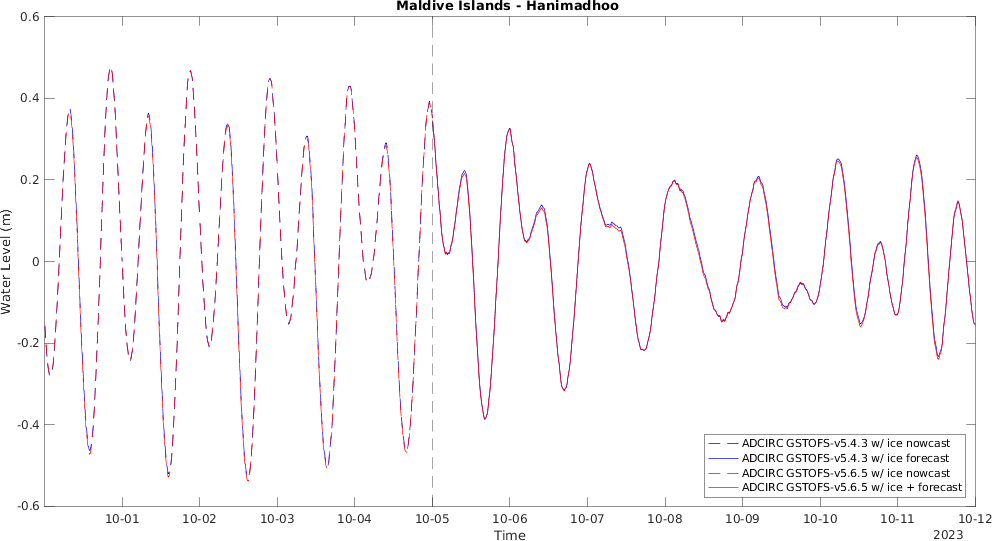 Maldive Islands - Hanimadhoo
Water Level (m)
0.6
0.4
0.2
0
-0.2
-0.4
-0.6
ADCIRC GSTOFS-v5.4.3 w/ ice nowcast
ADCIRC GSTOFS-v5.4.3 w/ ice forecast
ADCIRC GSTOFS-v5.6.5 w/ ice nowcast
ADCIRC GSTOFS-v5.6.5 w/ ice + forecast
10-01 10-02 10-03 10-04 10-05 10-06 10-07 10-08 10-09 10-10 10-11 10-12
Time
2023